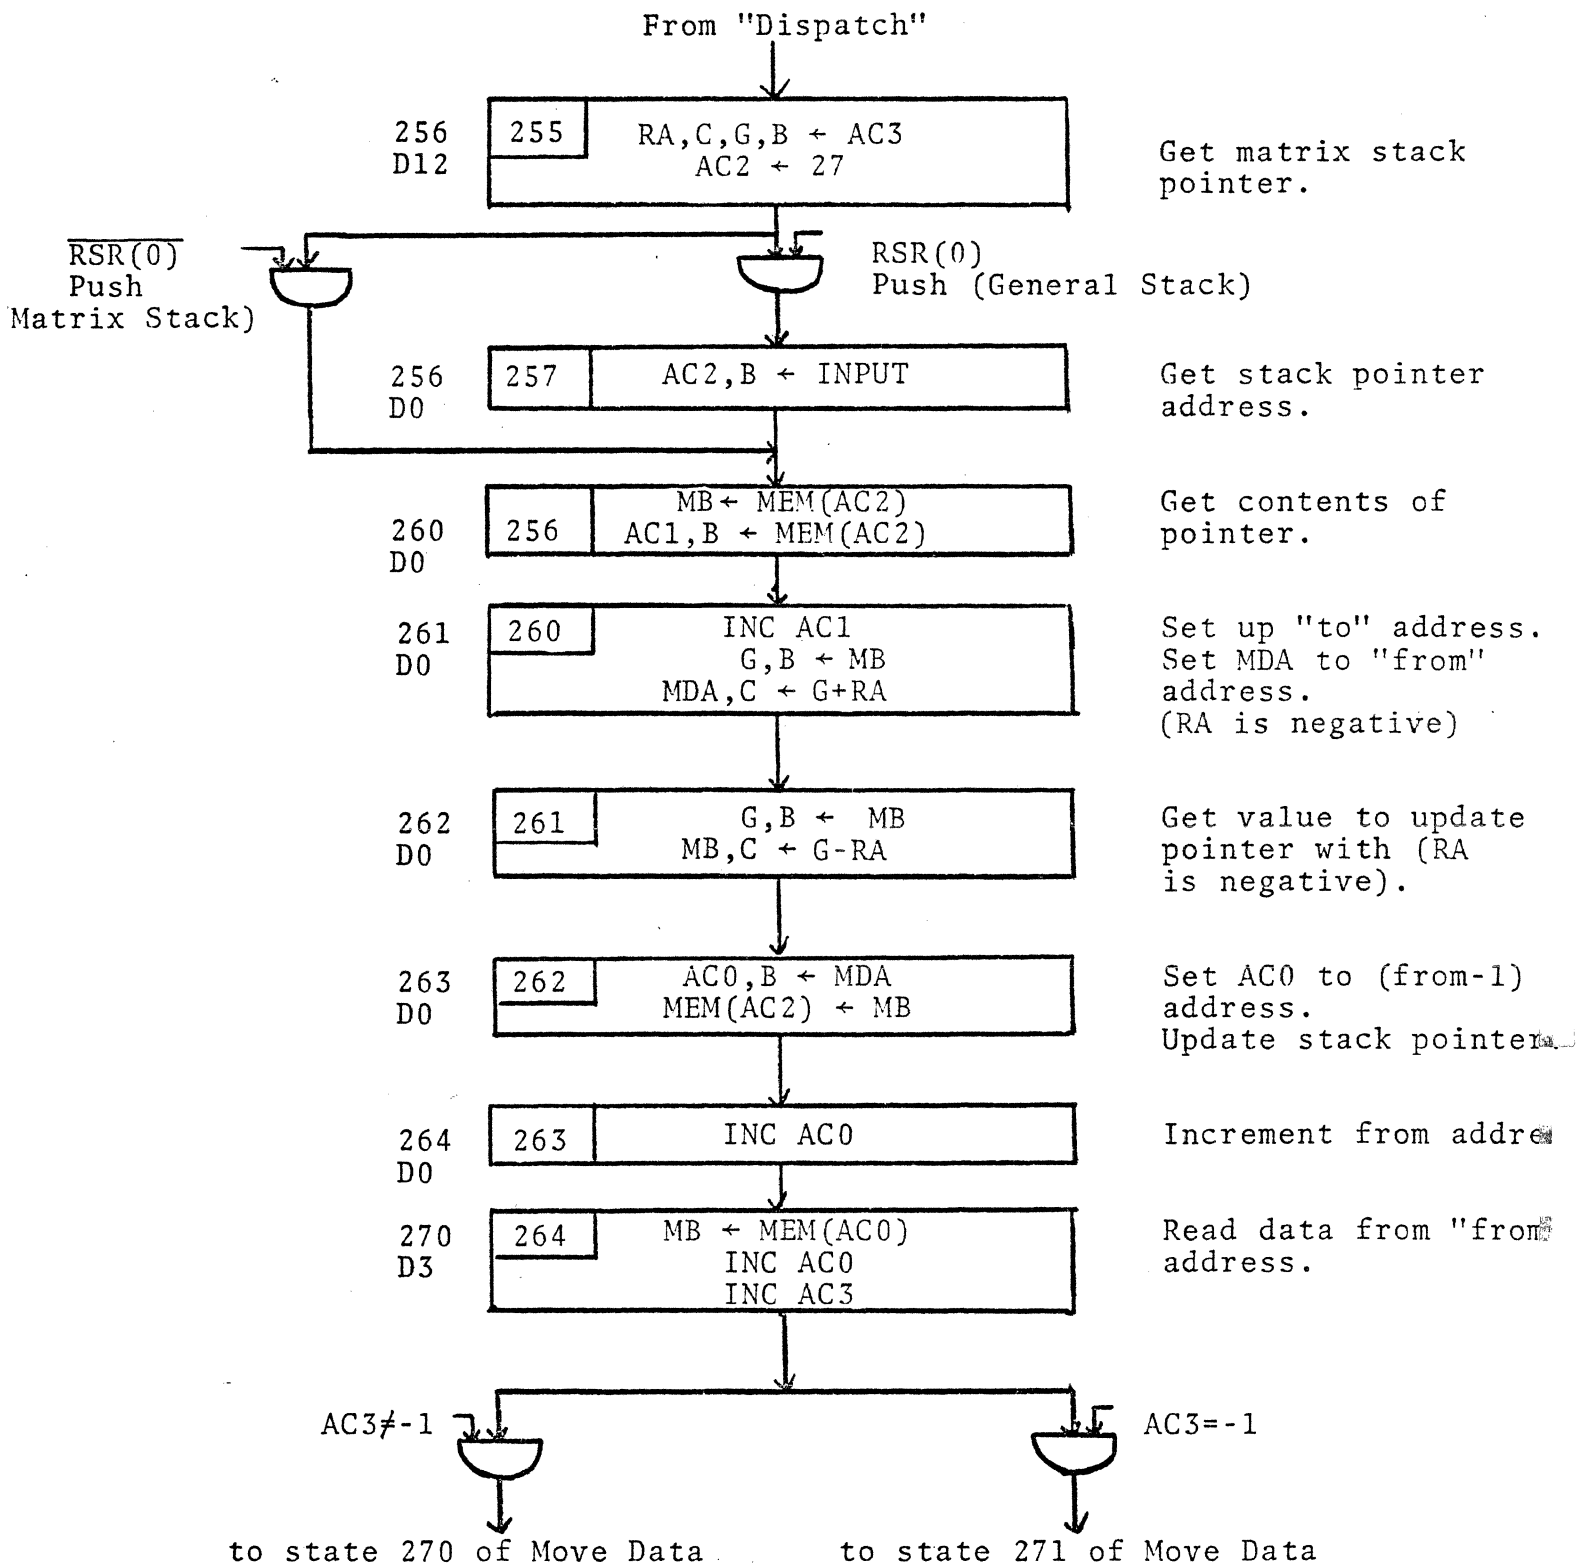 From "Dispatch"
256
D12
255
RA,C,G,B ← AC3
AC2 ← 27
Get matrix stack
pointer.
R̅S̅R̅(̅0̅)̅
Push
Matrix Stack)
RSR(0)
Push (General Stack)
256
D0
257
AC2,B ← INPUT
Get stack pointer
address.
260
D0
256
MB← MEM(AC2)
AC1,B ← MEM(AC2)
Get contents of
pointer.
261
D0
260
INC AC1
G,B ← MB
MDA,C ← G+RA
Set up "to" address.
Set MDA to "from"
address.
(RA is negative)
262
D0
261
G,B ← MB
MB,C ← G-RA
Get value to update
pointer with (RA
is negative).
263
D0
262
AC0,B ← MDA
MEM(AC2) ← MB
Set AC0 to (from-1)
address.
Update stack pointer.
264
D0
263
INC AC0
Increment from
270
D3
264
MB ← MEM(AC0)
INC AC0
INC AC3
Read data from "from
address.
AC3≠-1
AC3=-1
to state 270 of Move Data
to state 271 of Move Data